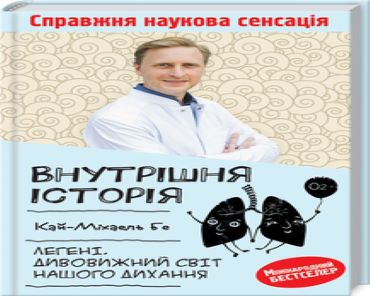 Справжня наукова сенсація
ВНУТРІШНЯ
ІСТОРІЯ
Кай-Міхаель Бе
ЛЕГЕНІ.
ДИВОВИЖНИЙ СВІТ
НАШОГО ДИХАННЯ
O2
МІЖНАРОДНИЙ
БЕСТСЕЛЕР